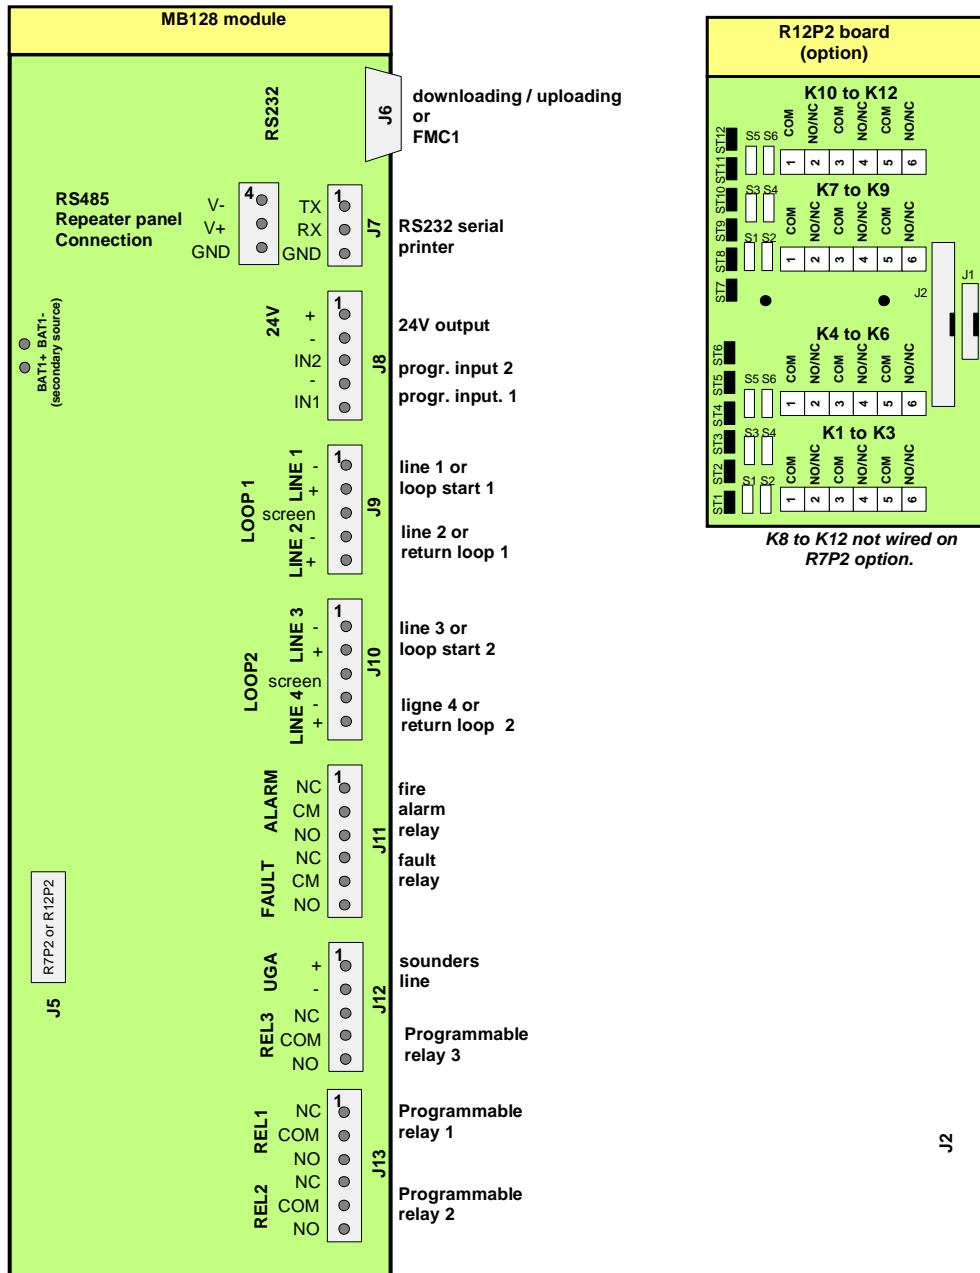 MB128 module
RS232
J6
downloading / uploading
or
FMC1
RS485
Repeater panel
Connection
V-
V+
GND
4
TX
RX
GND
1
J7
RS232 serial
printer
BAT1+ BAT1-
(secondary source)
24V
+
-
IN2
-
IN1
1
J8
24V output
progr. input 2
progr. input. 1
LOOP 1
LINE 1
-
+
screen
LINE 2
-
+
1
J9
line 1 or
loop start 1
line 2 or
return loop 1
LOOP2
LINE 3
-
+
screen
LINE 4
-
+
1
J10
line 3 or
loop start 2
ligne 4 or
return loop 2
ALARM
NC
CM
NO
FAULT
NC
CM
NO
1
J11
fire
alarm
relay
fault
relay
R7P2 or R12P2
J5
UGA
+
-
REL3
NC
COM
NO
1
J12
sounders
line
Programmable
relay 3
REL1
NC
COM
NO
REL2
NC
COM
NO
1
J13
Programmable
relay 1
Programmable
relay 2
R12P2 board
(option)
K10 to K12
ST12
ST11
S5 S6
COM NO/NC COM NO/NC COM NO/NC
1 2 3 4 5 6
K7 to K9
ST10
ST9
ST8
ST7
S3 S4
S1 S2
COM NO/NC COM NO/NC COM NO/NC
1 2 3 4 5 6
J2
J1
K4 to K6
ST6
ST5
ST4
S5 S6
COM NO/NC COM NO/NC COM NO/NC
1 2 3 4 5 6
K1 to K3
ST3
ST2
ST1
S3 S4
S1 S2
COM NO/NC COM NO/NC COM NO/NC
1 2 3 4 5 6
K8 to K12 not wired on
R7P2 option.
J2